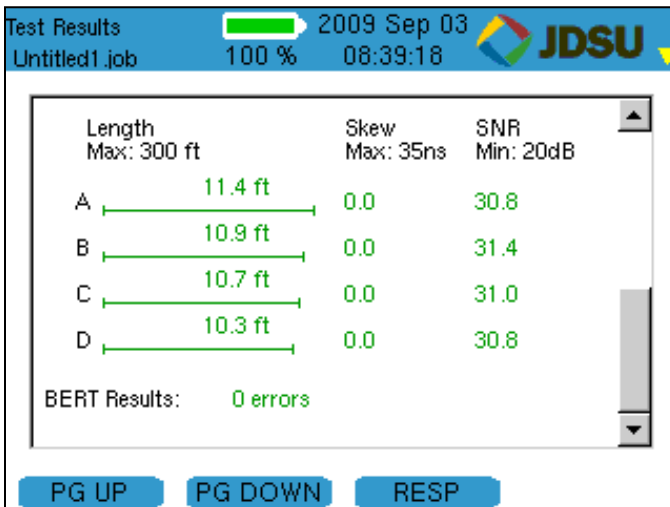 Test Results 2009 Sep 03 JDSU
Untitled1.job 100 % 08:39:18
Length Skew SNR
Max: 300 ft Max: 35ns Min: 20dB
A 11.4 ft 0.0 30.8
B 10.9 ft 0.0 31.4
C 10.7 ft 0.0 31.0
D 10.3 ft 0.0 30.8
BERT Results: 0 errors
PG UP PG DOWN RESP